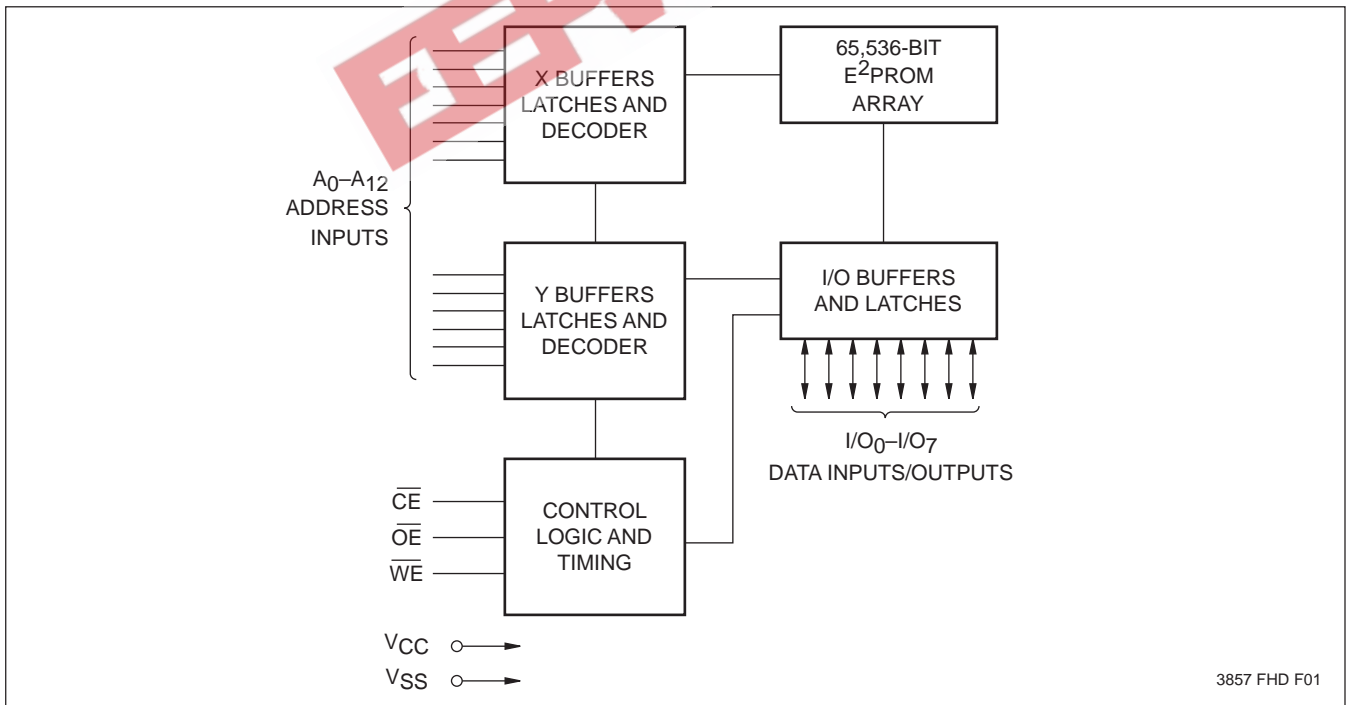 X BUFFERS
LATCHES AND
DECODER
65,536-BIT
E2PROM
ARRAY
A0–A12
ADDRESS
INPUTS
Y BUFFERS
LATCHES AND
DECODER
I/O BUFFERS
AND LATCHES
I/O0–I/O7
DATA INPUTS/OUTPUTS
CE
OE
WE
CONTROL
LOGIC AND
TIMING
VCC
VSS
3857 FHD F01